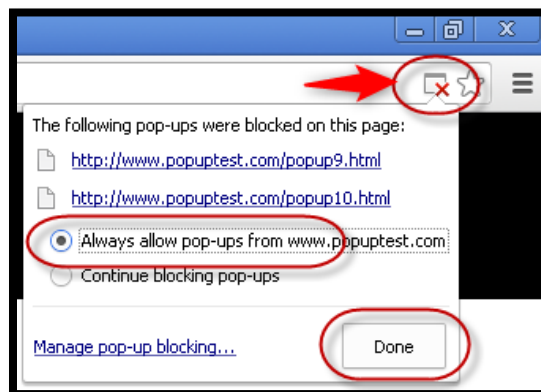 The following pop-ups were blocked on this page:
http://www.popuptest.com/popup9.html
http://www.popuptest.com/popup10.html
Always allow pop-ups from www.popuptest.com
Continue blocking pop-ups
Manage pop-up blocking...
Done